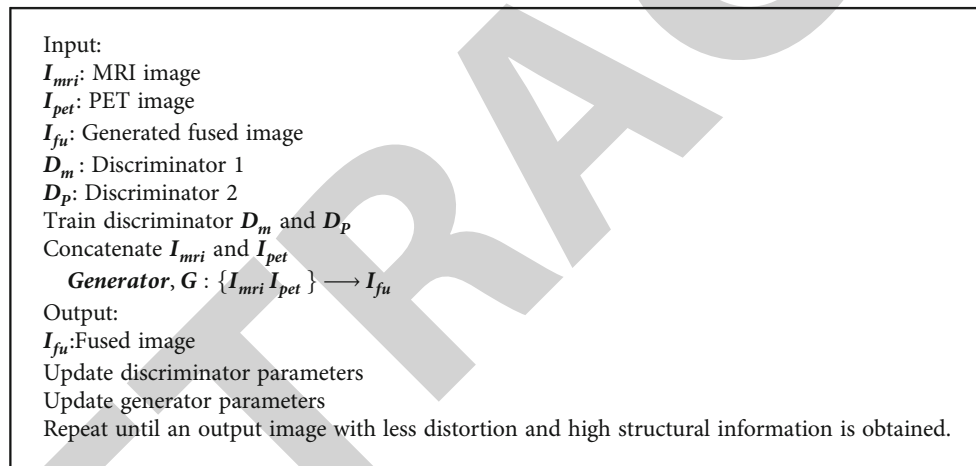 Input:
I_mri: MRI image
I_pet: PET image
I_fu: Generated fused image
D_m : Discriminator 1
D_P: Discriminator 2
Train discriminator D_m and D_P
Concatenate I_mri and I_pet
Generator, G : {I_mri I_pet } ⟶ I_fu
Output:
I_fu:Fused image
Update discriminator parameters
Update generator parameters
Repeat until an output image with less distortion and high structural information is obtained.